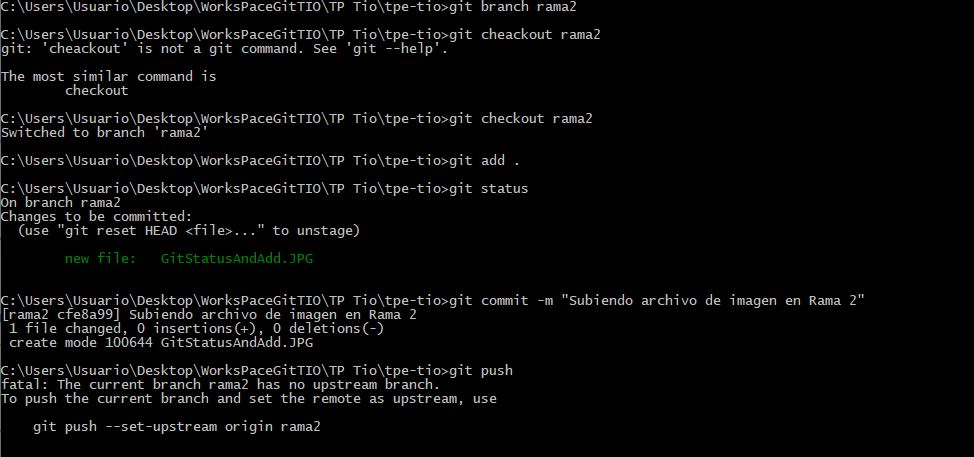 C:\Users\Usuario\Desktop\WorksPaceGitTIO\TP Tio\tpe-tio>git branch rama2
C:\Users\Usuario\Desktop\WorksPaceGitTIO\TP Tio\tpe-tio>git cheackout rama2
git: 'cheackout' is not a git command. See 'git --help'.
The most similar command is
checkout
C:\Users\Usuario\Desktop\WorksPaceGitTIO\TP Tio\tpe-tio>git checkout rama2
Switched to branch 'rama2'
C:\Users\Usuario\Desktop\WorksPaceGitTIO\TP Tio\tpe-tio>git add .
C:\Users\Usuario\Desktop\WorksPaceGitTIO\TP Tio\tpe-tio>git status
On branch rama2
Changes to be committed:
(use "git reset HEAD <file>..." to unstage)
new file:   GitStatusAndAdd.JPG
C:\Users\Usuario\Desktop\WorksPaceGitTIO\TP Tio\tpe-tio>git commit -m "Subiendo archivo de imagen en Rama 2"
[rama2 cfe8a99] Subiendo archivo de imagen en Rama 2
1 file changed, 0 insertions(+), 0 deletions(-)
create mode 100644 GitStatusAndAdd.JPG
C:\Users\Usuario\Desktop\WorksPaceGitTIO\TP Tio\tpe-tio>git push
fatal: The current branch rama2 has no upstream branch.
To push the current branch and set the remote as upstream, use
git push --set-upstream origin rama2